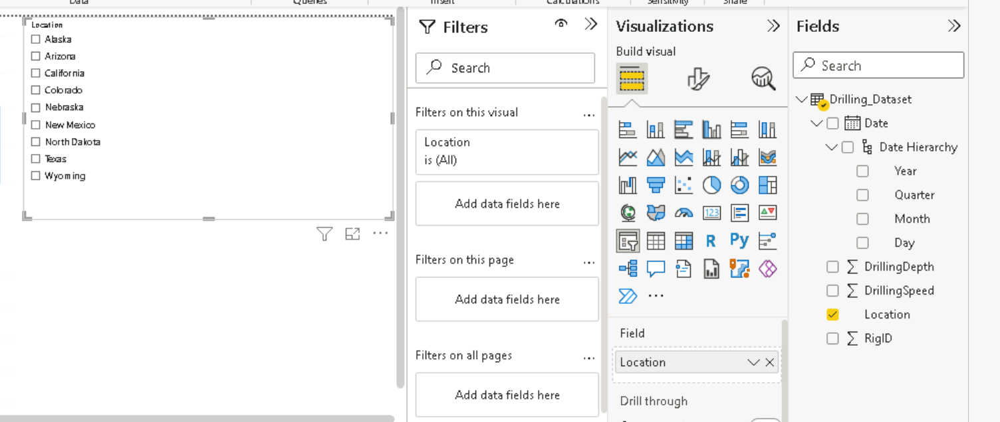 Data
Queries
Insert
Calculations
Sensitivity
Share
Location
Alaska
Arizona
California
Colorado
Nebraska
New Mexico
North Dakota
Texas
Wyoming
Filters
Search
Filters on this visual
...
Location
is (All)
Add data fields here
Filters on this page
...
Add data fields here
Filters on all pages
...
Add data fields here
Visualizations
Build visual
123
R
Py
...
Field
Location
Drill through
Fields
Search
Drilling_Dataset
Date
Date Hierarchy
Year
Quarter
Month
Day
∑ DrillingDepth
∑ DrillingSpeed
Location
∑ RigID